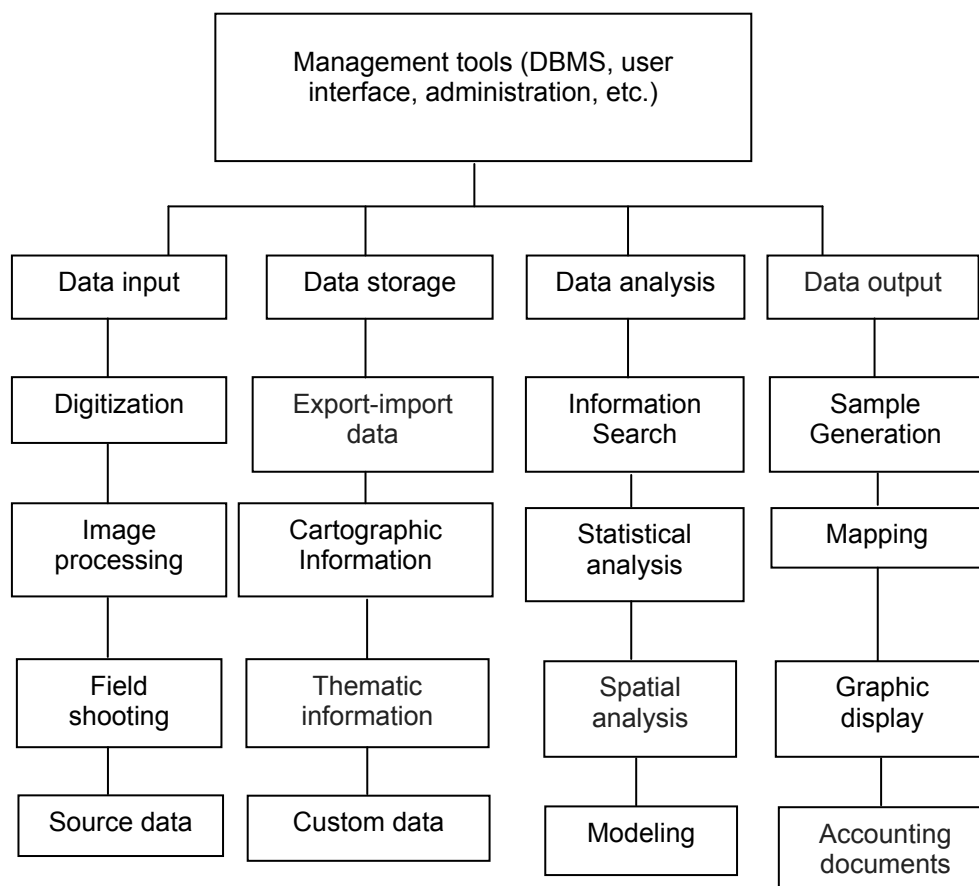 Management tools (DBMS, user
interface, administration, etc.)
Data input
Data storage
Data analysis
Data output
Digitization
Export-import
data
Information
Search
Sample
Generation
Image
processing
Cartographic
Information
Statistical
analysis
Mapping
Field
shooting
Thematic
information
Spatial
analysis
Graphic
display
Source data
Custom data
Modeling
Accounting
documents